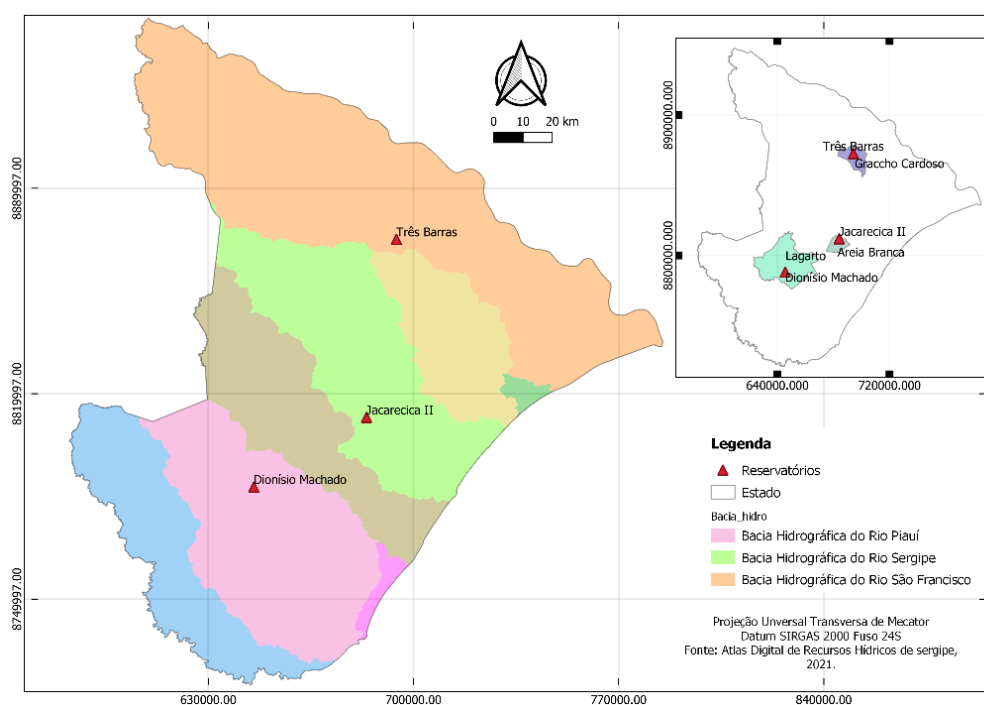 0 10 20 km
8889997.00
8819997.00
8749997.00
Três Barras
Jacarecica II
Dionísio Machado
630000.00
700000.00
770000.00
840000.00
8900000.000
8800000.000
Três Barras
Graccho Cardoso
Jacarecica II
Areia Branca
Lagarto
Dionísio Machado
640000.000
720000.000
Legenda
Reservatórios
Estado
Bacia_hidro
Bacia Hidrográfica do Rio Piauí
Bacia Hidrográfica do Rio Sergipe
Bacia Hidrográfica do Rio São Francisco
Projeção Unversal Transversa de Mecator
Datum SIRGAS 2000 Fuso 24S
Fonte: Atlas Digital de Recursos Hídricos de sergipe,
2021.